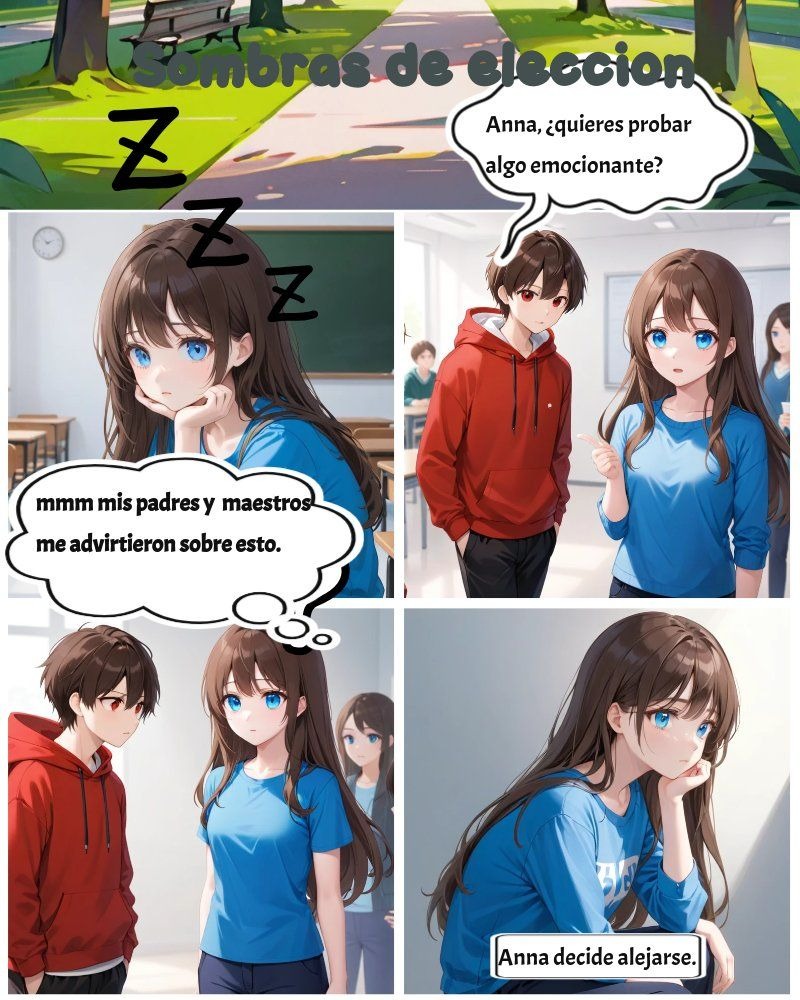 Sombras de eleccion
Z
Z
Z
Anna, ¿quieres probar
algo emocionante?
mmm mis padres y maestros
me advirtieron sobre esto.
Anna decide alejarse.